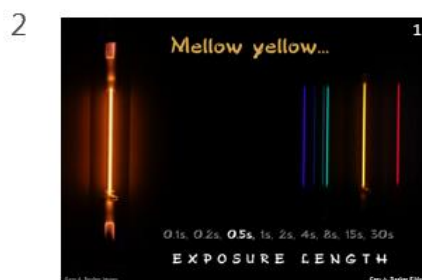 2
Mellow yellow...
1
0.1s, 0.2s, 0.5s, 1s, 2s, 4s, 8s, 15s, 30s
EXPOSURE LENGTH